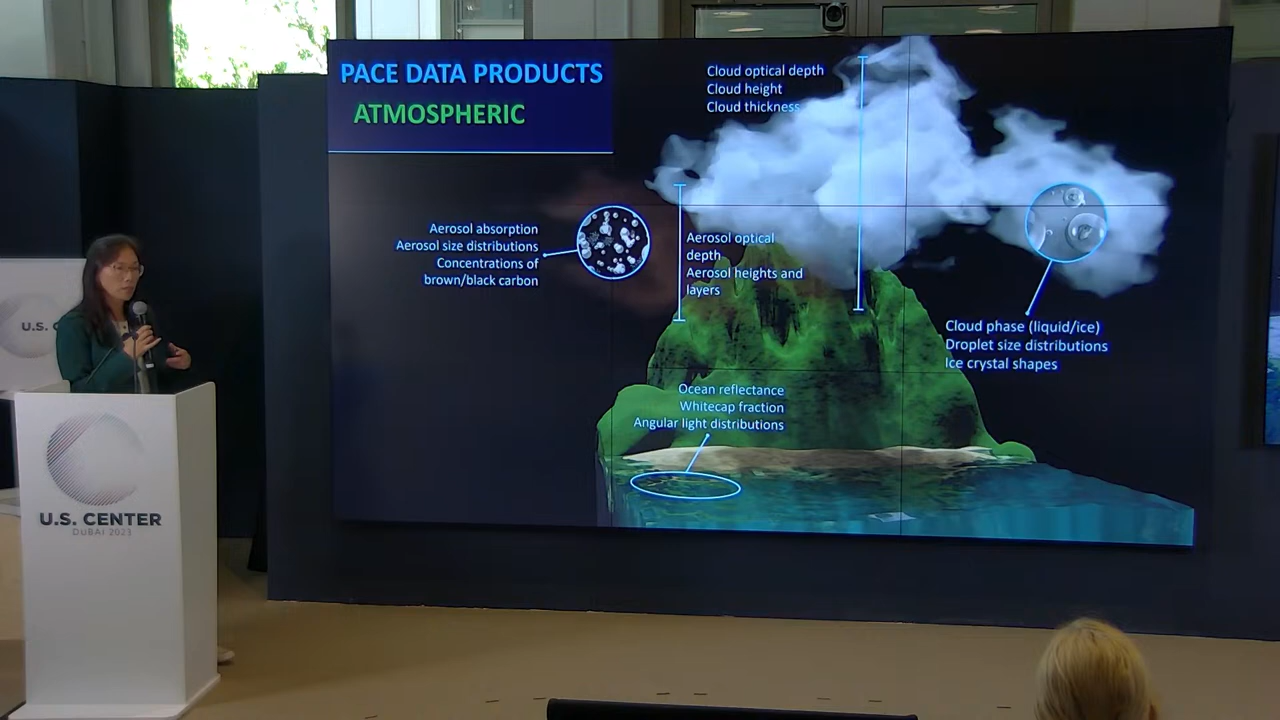 PACE DATA PRODUCTS
ATMOSPHERIC
Cloud optical depth
Cloud height
Cloud thickness
Aerosol absorption
Aerosol size distributions
Concentrations of
brown/black carbon
Aerosol optical
depth
Aerosol heights and
layers
Cloud phase (liquid/ice)
Droplet size distributions
Ice crystal shapes
Ocean reflectance
Whitecap fraction
Angular light distributions
U.S. C
U.S. CENTER
DUBAI 2023